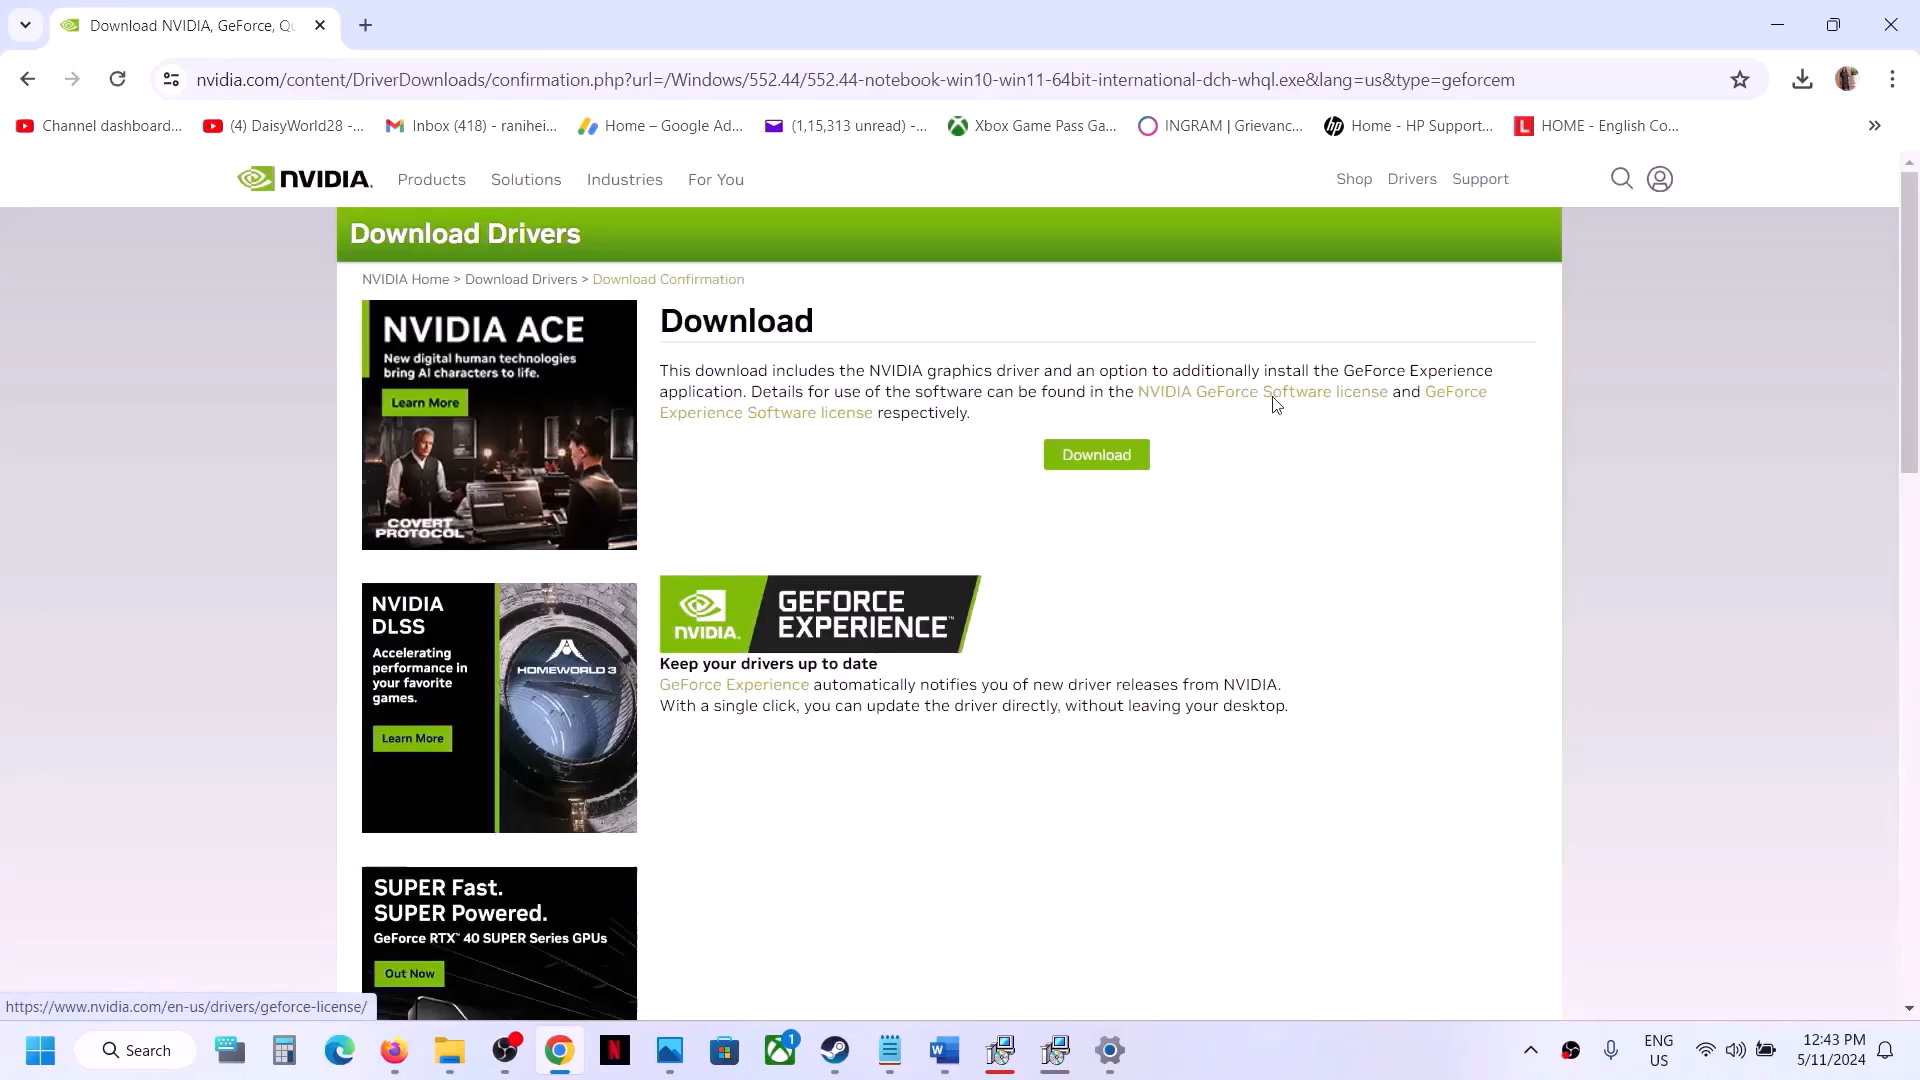 Download NVIDIA, GeForce, Qu
nvidia.com/content/DriverDownloads/confirmation.php?url=/Windows/552.44/552.44-notebook-win10-win11-64bit-international-dch-whql.exe&lang=us&type=geforcem
Channel dashboard... (4) DaisyWorld28 -... Inbox (418) - ranihei... Home – Google Ad... (1,15,313 unread) -... Xbox Game Pass Ga... INGRAM | Grievanc... Home - HP Support... HOME - English Co... »
NVIDIA. Products Solutions Industries For You Shop Drivers Support
Download Drivers
NVIDIA Home > Download Drivers > Download Confirmation
NVIDIA ACE
New digital human technologies
bring AI characters to life.
Learn More
COVERT
PROTOCOL
Download
This download includes the NVIDIA graphics driver and an option to additionally install the GeForce Experience
application. Details for use of the software can be found in the NVIDIA GeForce Software license and GeForce
Experience Software license respectively.
Download
NVIDIA
DLSS
Accelerating
performance in
your favorite
games.
Learn More
HOMEWORLD 3
NVIDIA. GEFORCE
EXPERIENCE™
Keep your drivers up to date
GeForce Experience automatically notifies you of new driver releases from NVIDIA.
With a single click, you can update the driver directly, without leaving your desktop.
SUPER Fast.
SUPER Powered.
GeForce RTX™ 40 SUPER Series GPUs
Out Now
https://www.nvidia.com/en-us/drivers/geforce-license/
Search
1
ENG
US
12:43 PM
5/11/2024